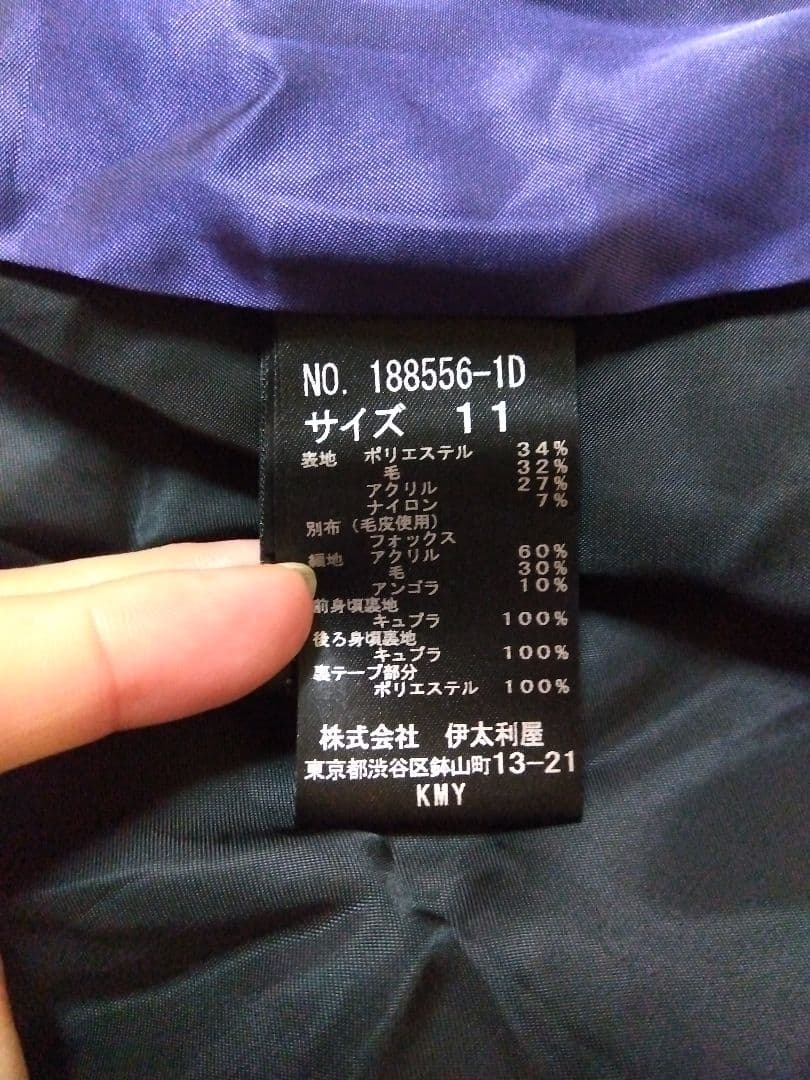 NO. 188556-1D
サイズ 11
表地 ポリエステル 34%
毛 32%
アクリル 27%
ナイロン 7%
別布(毛皮使用)
フォックス
編地 アクリル 60%
毛 30%
アンゴラ 10%
前身頃裏地
キュプラ 100%
後ろ身頃裏地
キュプラ 100%
裏テープ部分
ポリエステル 100%
株式会社 伊太利屋
東京都渋谷区鉢山町13-21
KMY